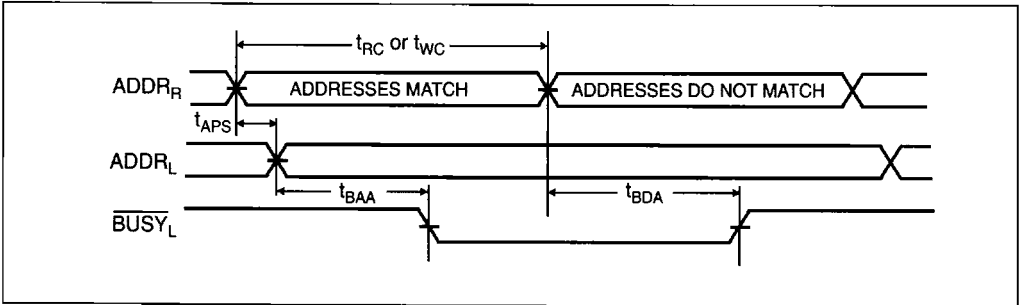 tRC or tWC
ADDRR
ADDRESSES MATCH
ADDRESSES DO NOT MATCH
tAPS
ADDRL
tBAA
tBDA
BUSYL